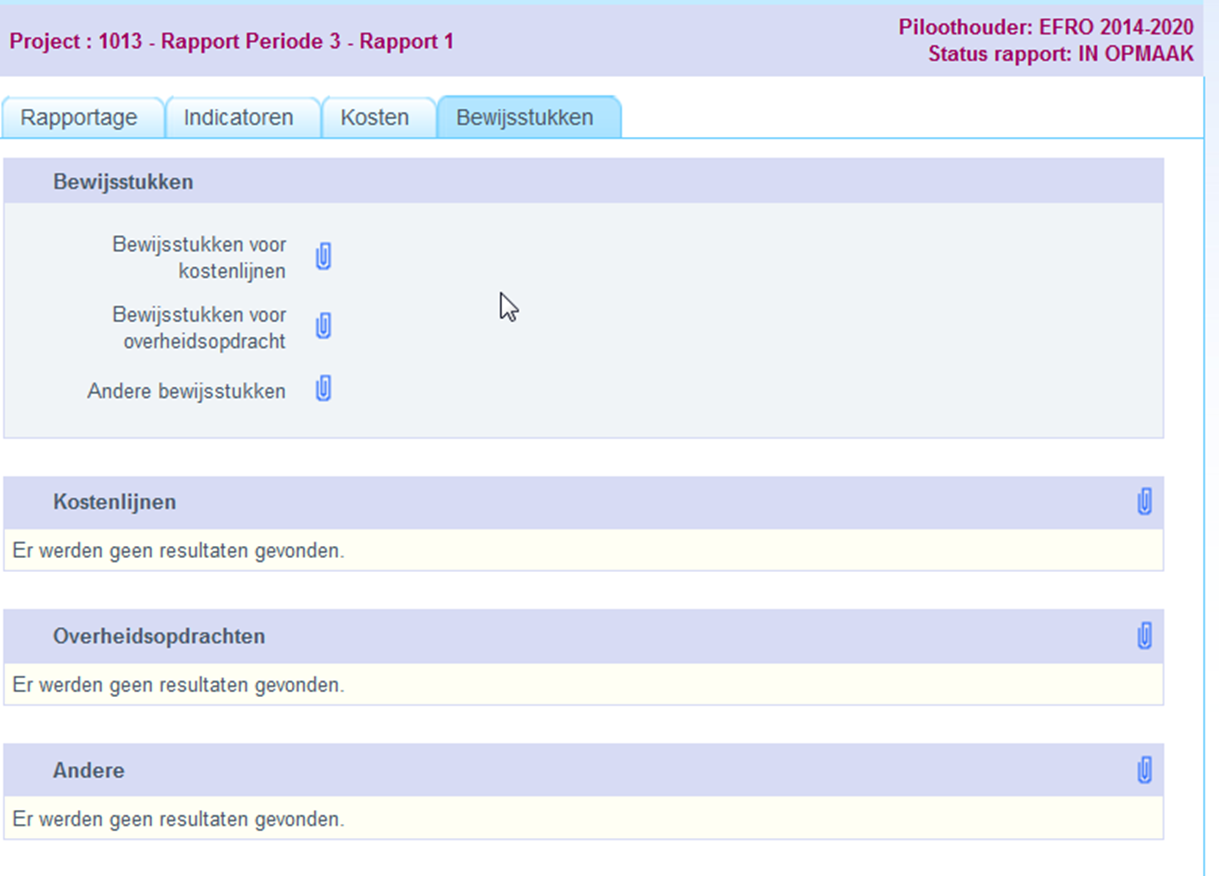 Project : 1013 - Rapport Periode 3 - Rapport 1
Piloothouder: EFRO 2014-2020
Status rapport: IN OPMAAK
Rapportage Indicatoren Kosten Bewijsstukken
Bewijsstukken
Bewijsstukken voor
kostenlijnen
Bewijsstukken voor
overheidsopdracht
Andere bewijsstukken
Kostenlijnen
Er werden geen resultaten gevonden.
Overheidsopdrachten
Er werden geen resultaten gevonden.
Andere
Er werden geen resultaten gevonden.